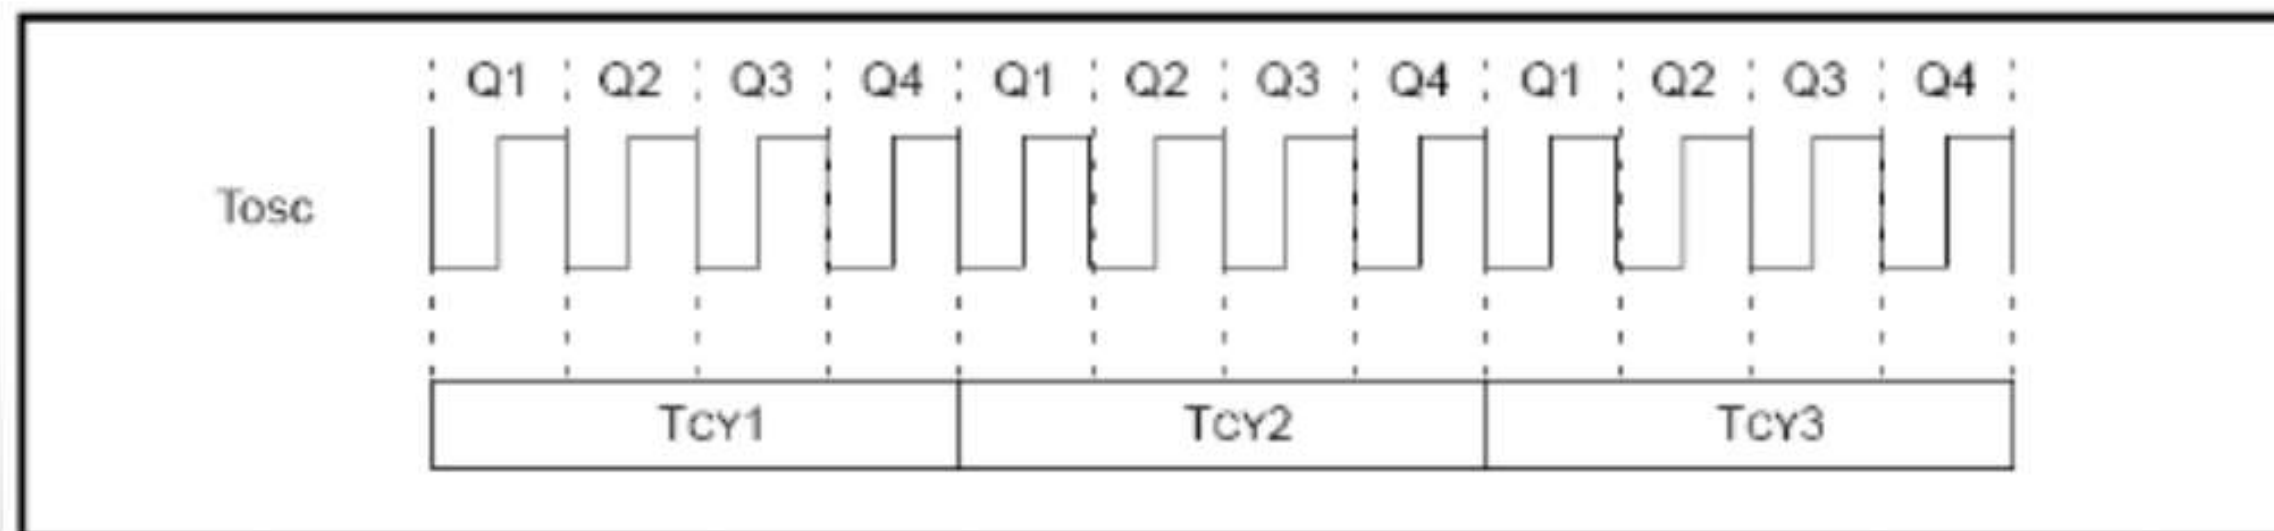 Q1 Q2 Q3 Q4 Q1 Q2 Q3 Q4 Q1 Q2 Q3 Q4
Tosc
TCY1 TCY2 TCY3